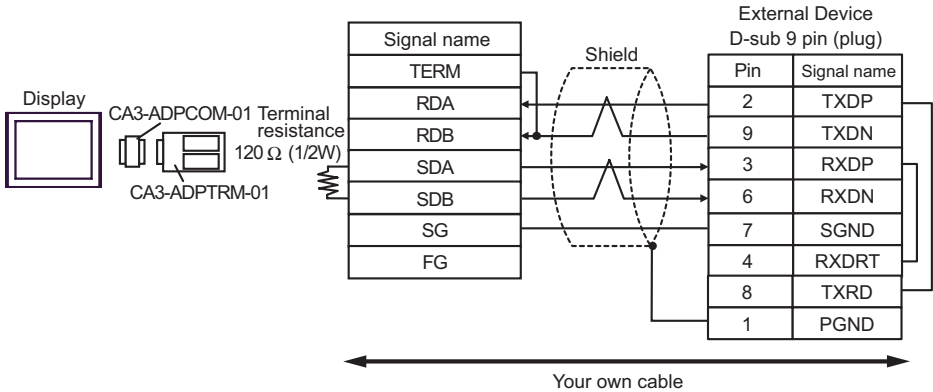 External Device
D-sub 9 pin (plug)
Signal name
Shield
Pin Signal name
TERM
RDA
RDB
SDA
SDB
SG
FG
Display
CA3-ADPCOM-01
Terminal
resistance
120 Ω (1/2W)
CA3-ADPTRM-01
2 TXDP
9 TXDN
3 RXDP
6 RXDN
7 SGND
4 RXDRT
8 TXRD
1 PGND
Your own cable